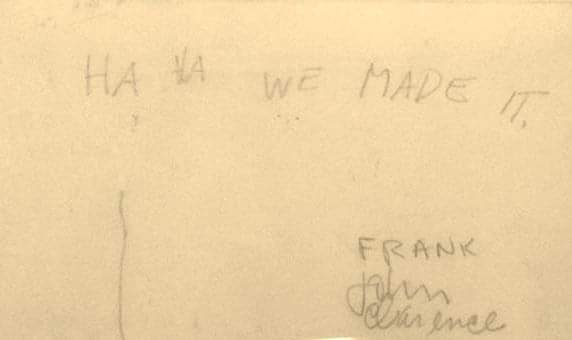 HA HA WE MADE IT.
FRANK
John
Clarence